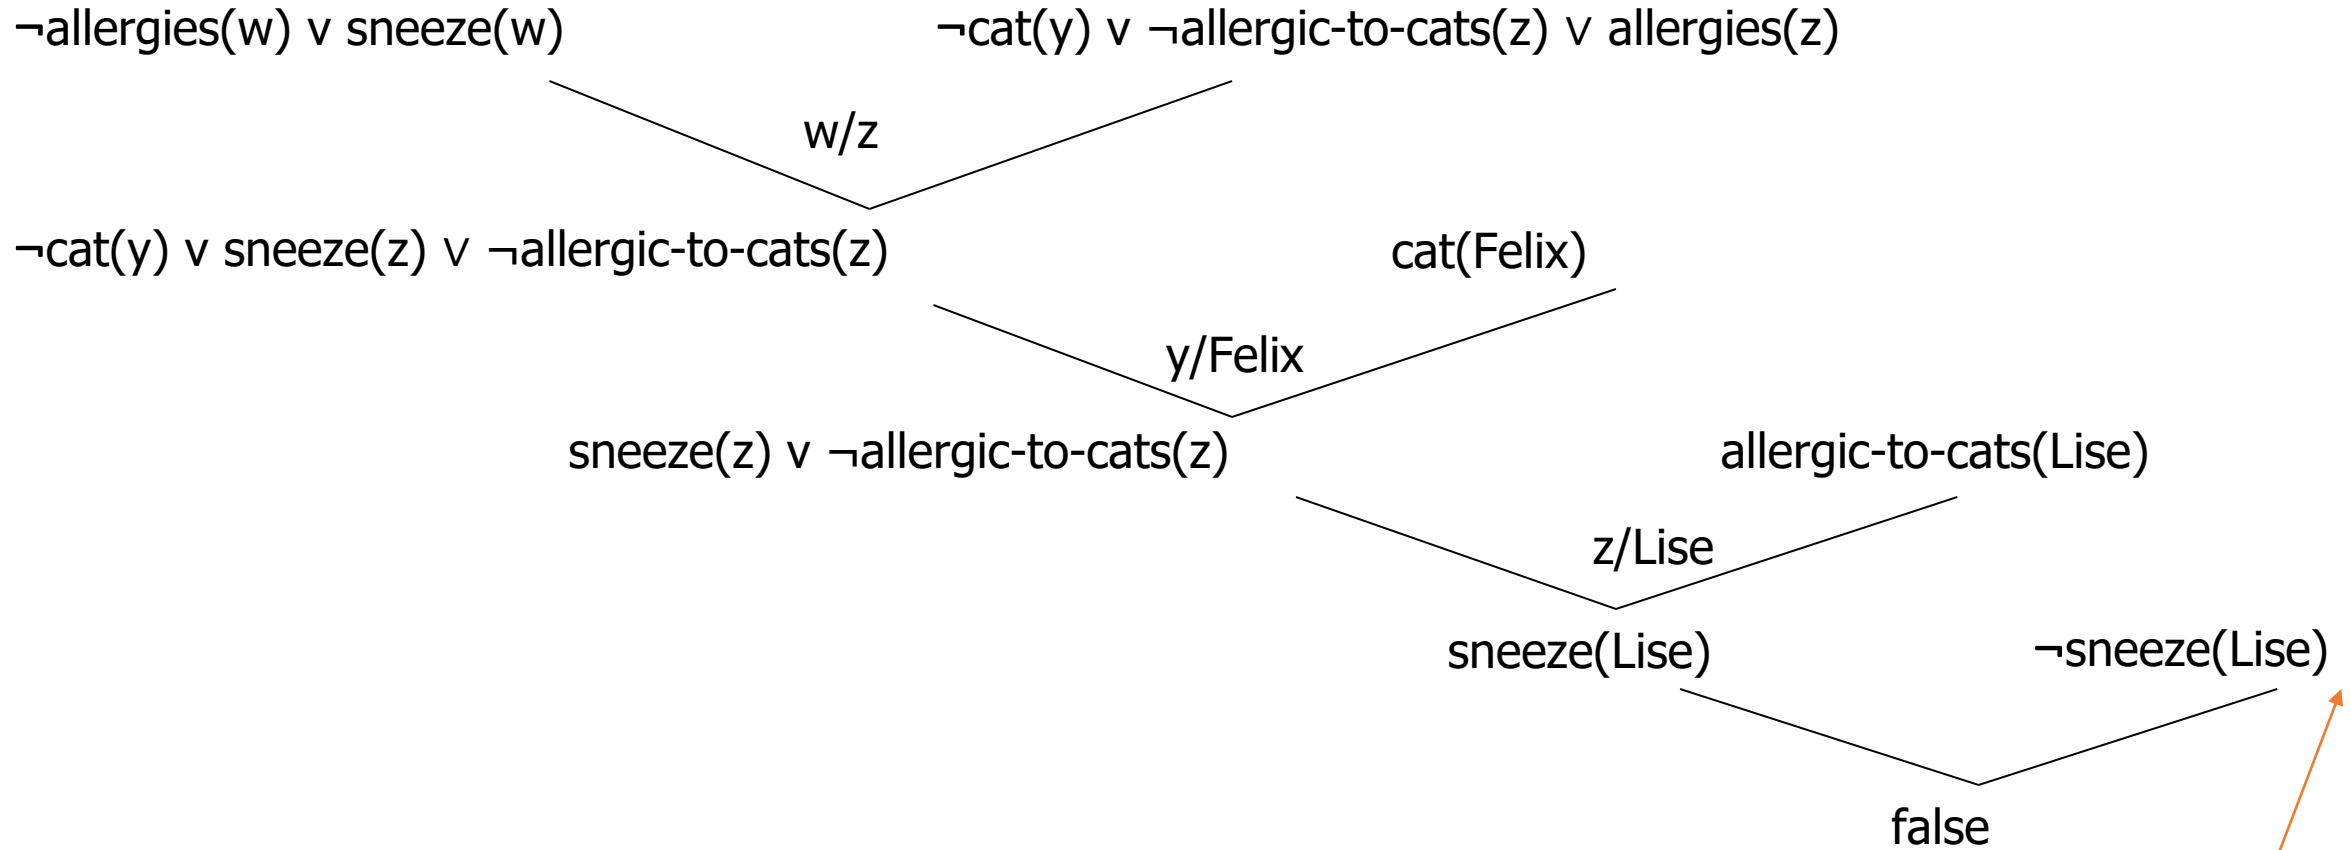 ¬allergies(w) v sneeze(w) ¬cat(y) v ¬allergic-to-cats(z) ∨ allergies(z)
w/z
¬cat(y) v sneeze(z) ∨ ¬allergic-to-cats(z) cat(Felix)
y/Felix
sneeze(z) v ¬allergic-to-cats(z) allergic-to-cats(Lise)
z/Lise
sneeze(Lise) ¬sneeze(Lise)
false